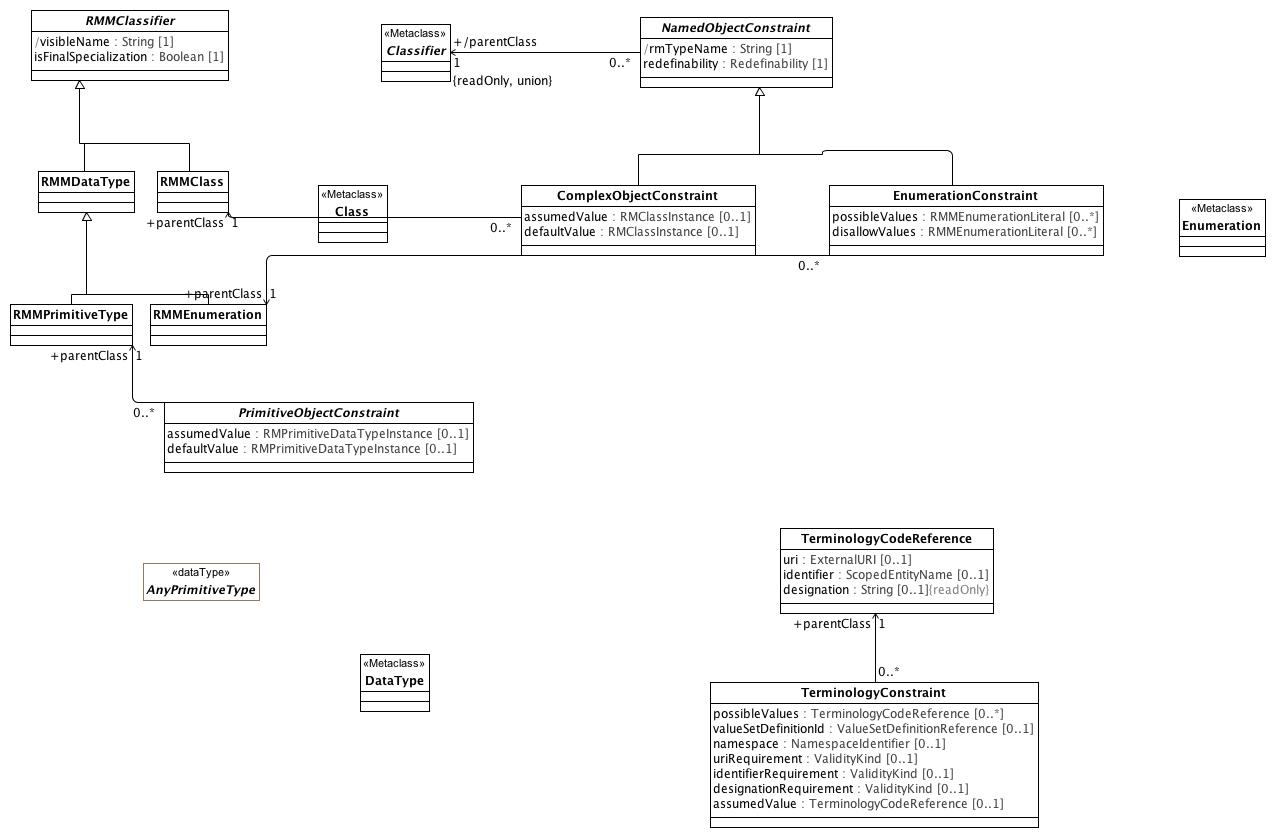 RMMClassifier
/visibleName : String [1]
isFinalSpecialization : Boolean [1]
«Metaclass»
Classifier
+/parentClass
1
{readOnly, union}
0..*
NamedObjectConstraint
/rmTypeName : String [1]
redefinability : Redefinability [1]
RMMDataType
RMMClass
+parentClass
1
«Metaclass»
Class
0..*
ComplexObjectConstraint
assumedValue : RMClassInstance [0..1]
defaultValue : RMClassInstance [0..1]
EnumerationConstraint
possibleValues : RMMEnumerationLiteral [0..*]
disallowValues : RMMEnumerationLiteral [0..*]
0..*
«Metaclass»
Enumeration
+parentClass
1
RMMPrimitiveType
RMMEnumeration
+parentClass
1
0..*
PrimitiveObjectConstraint
assumedValue : RMPrimitiveDataTypeInstance [0..1]
defaultValue : RMPrimitiveDataTypeInstance [0..1]
«dataType»
AnyPrimitiveType
TerminologyCodeReference
uri : ExternalURI [0..1]
identifier : ScopedEntityName [0..1]
designation : String [0..1]{readOnly}
+parentClass
1
0..*
«Metaclass»
DataType
TerminologyConstraint
possibleValues : TerminologyCodeReference [0..*]
valueSetDefinitionId : ValueSetDefinitionReference [0..1]
namespace : NamespaceIdentifier [0..1]
uriRequirement : ValidityKind [0..1]
identifierRequirement : ValidityKind [0..1]
designationRequirement : ValidityKind [0..1]
assumedValue : TerminologyCodeReference [0..1]